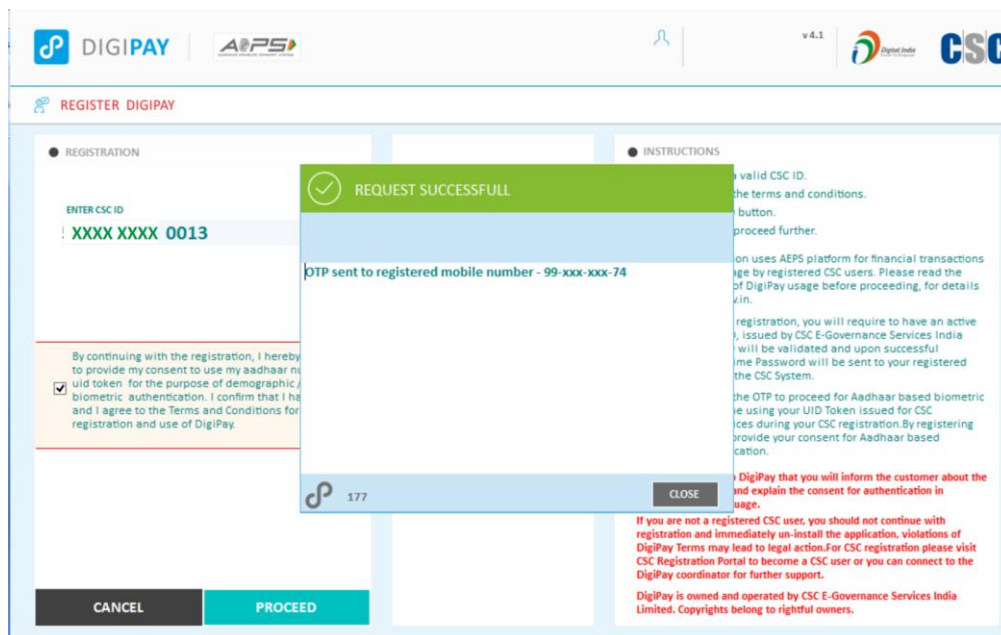 DIGIPAY
AEPS
v 4.1
Digital India
CSC
REGISTER DIGIPAY
REGISTRATION
ENTER CSC ID
XXXX XXXX 0013
By continuing with the registration, I hereby
to provide my consent to use my aadhaar
uid token for the purpose of demographic /
biometric authentication. I confirm that I
and I agree to the Terms and Conditions for
registration and use of DigiPay.
CANCEL
PROCEED
REQUEST SUCCESSFULL
OTP sent to registered mobile number - 99-xxx-xxx-74
177
CLOSE
INSTRUCTIONS
valid CSC ID.
the terms and conditions.
button.
proceed further.
on uses AEPS platform for financial transactions
by registered CSC users. Please read the
of DigiPay usage before proceeding, for details
registration, you will require to have an active
, issued by CSC E-Governance Services India
will be validated and upon successful
Password will be sent to your registered
the CSC System.
the OTP to proceed for Aadhaar based biometric
using your UID Token issued for CSC
during your CSC registration.By registering
provide your consent for Aadhaar based
DigiPay that you will inform the customer about the
and explain the consent for authentication in
If you are not a registered CSC user, you should not continue with
registration and immediately un-install the application, violations of
DigiPay Terms may lead to legal action.For CSC registration please visit
CSC Registration Portal to become a CSC user or you can connect to the
DigiPay coordinator for further support.
DigiPay is owned and operated by CSC E-Governance Services India
Limited. Copyrights belong to rightful owners.